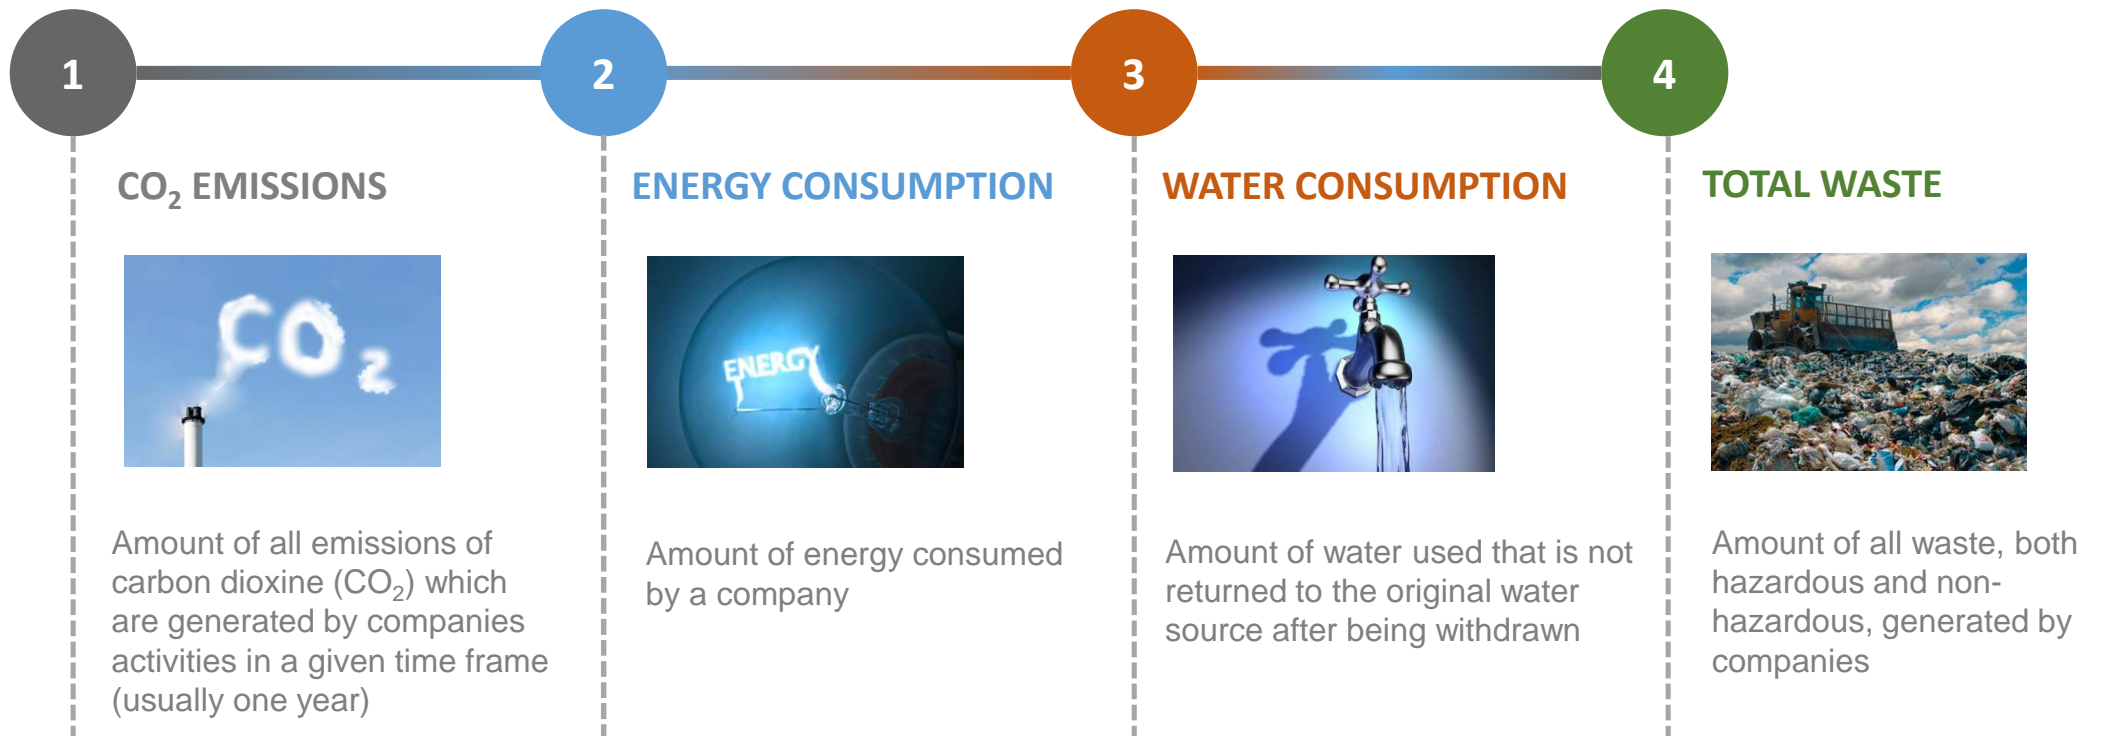 1
2
3
4
CO₂ EMISSIONS
CO₂
Amount of all emissions of
carbon dioxine (CO₂) which
are generated by companies
activities in a given time frame
(usually one year)
ENERGY CONSUMPTION
ENERGY
Amount of energy consumed
by a company
WATER CONSUMPTION
Amount of water used that is not
returned to the original water
source after being withdrawn
TOTAL WASTE
Amount of all waste, both
hazardous and non-
hazardous, generated by
companies